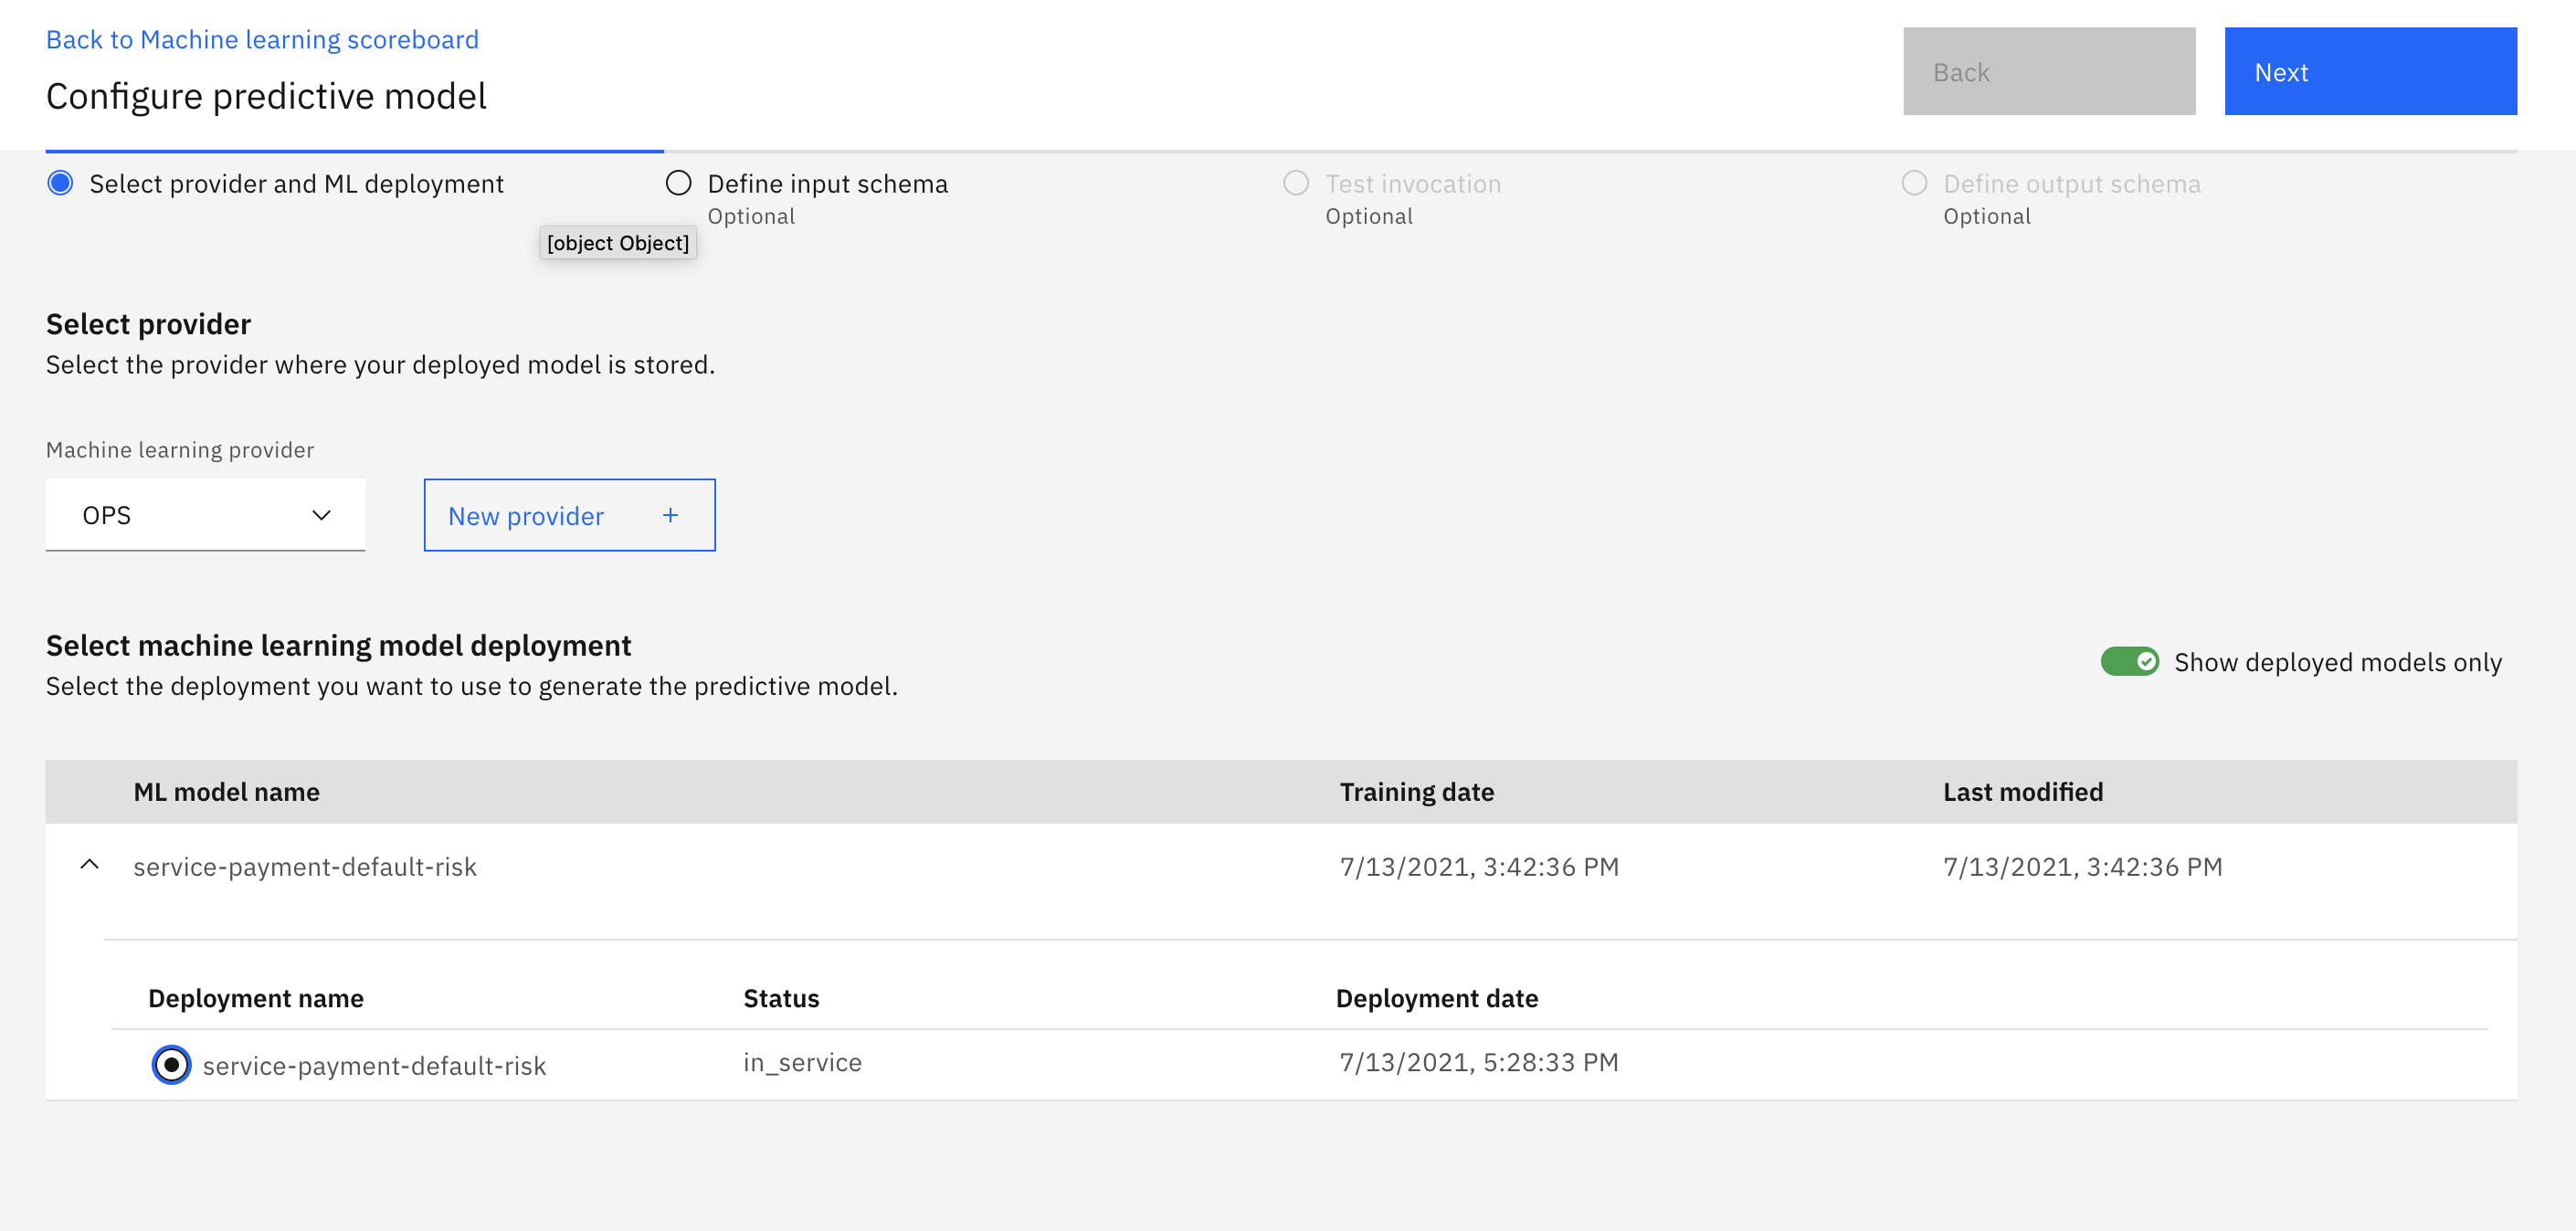 Back to Machine learning scoreboard
Configure predictive model
Back
Next
Select provider and ML deployment
Define input schema
Optional
Test invocation
Optional
Define output schema
Optional
[object Object]
Select provider
Select the provider where your deployed model is stored.
Machine learning provider
OPS
New provider +
Select machine learning model deployment
Select the deployment you want to use to generate the predictive model.
Show deployed models only
ML model name Training date Last modified
service-payment-default-risk 7/13/2021, 3:42:36 PM 7/13/2021, 3:42:36 PM
Deployment name Status Deployment date
service-payment-default-risk in_service 7/13/2021, 5:28:33 PM